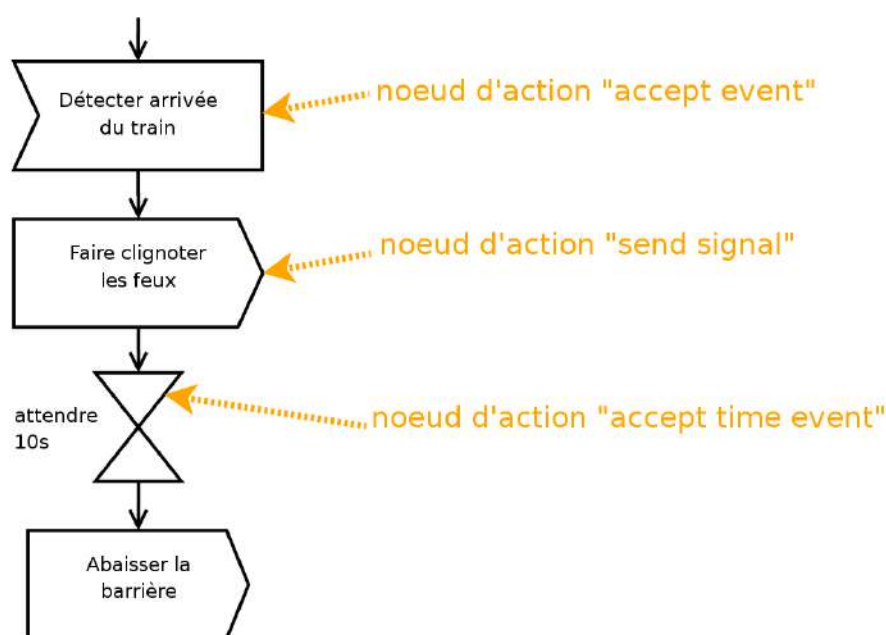 Détecter arrivée
du train
noeud d'action "accept event"
Faire clignoter
les feux
noeud d'action "send signal"
attendre
10s
noeud d'action "accept time event"
Abaisser la
barrière